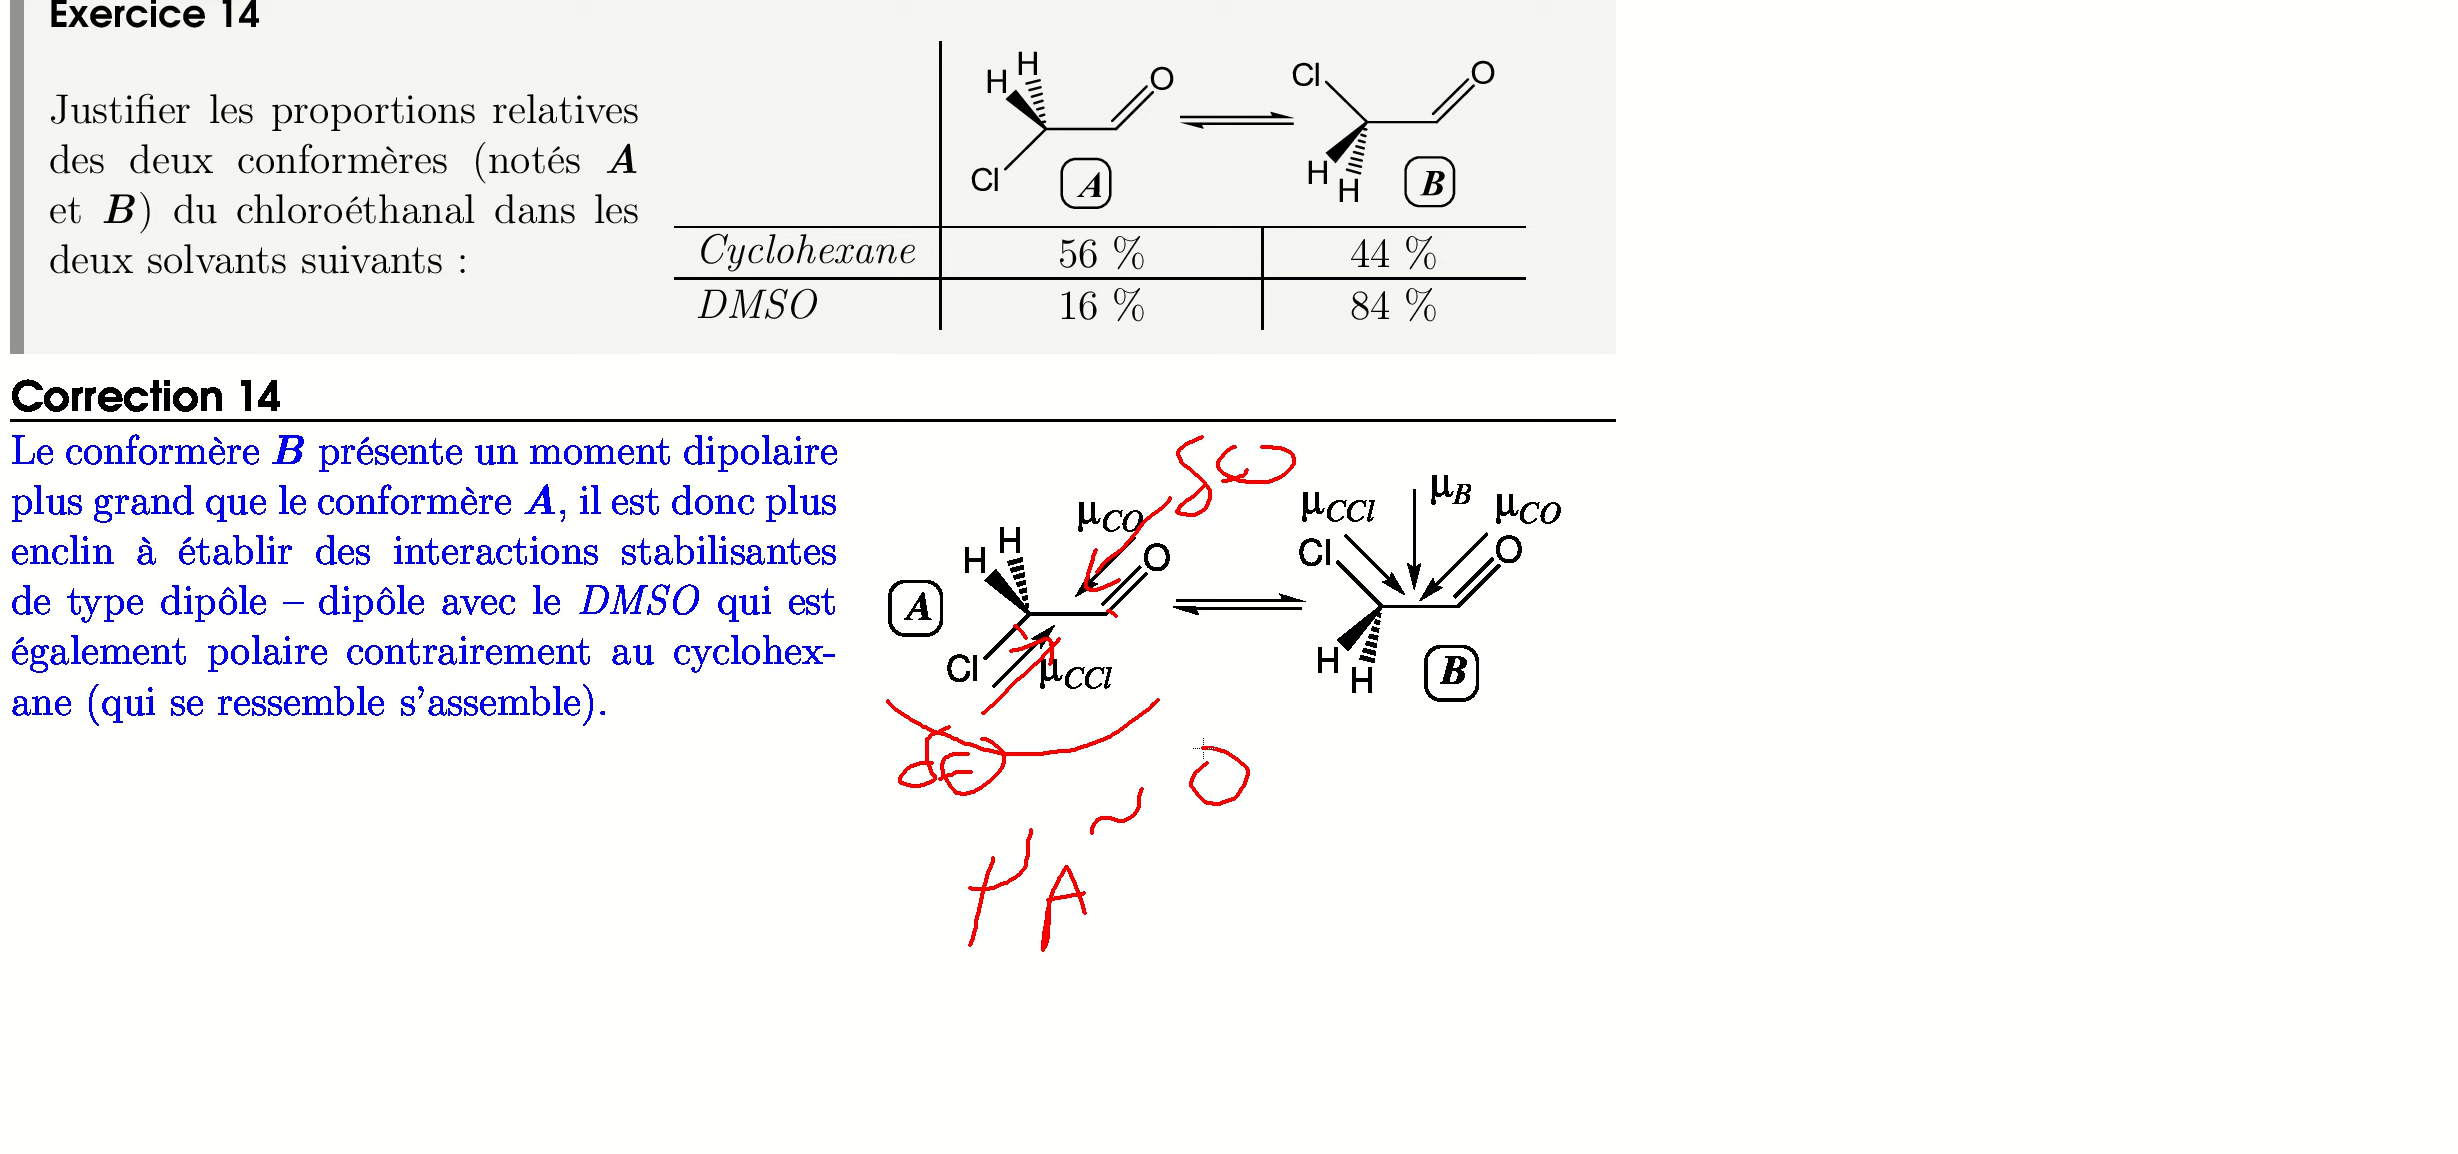 Exercice 14
Justifier les proportions relatives
des deux conformères (notés A
et B) du chloroéthanal dans les
deux solvants suivants :
H H O Cl A
Cl O H H B
Cyclohexane 56 % 44 %
DMSO 16 % 84 %
Correction 14
Le conformère B présente un moment dipolaire
plus grand que le conformère A, il est donc plus
enclin à établir des interactions stabilisantes
de type dipôle – dipôle avec le DMSO qui est
également polaire contrairement au cyclohex-
ane (qui se ressemble s'assemble).
A H H μCO O Cl μCCl
μCCl μB μCO Cl O H H B
μA ~ 0